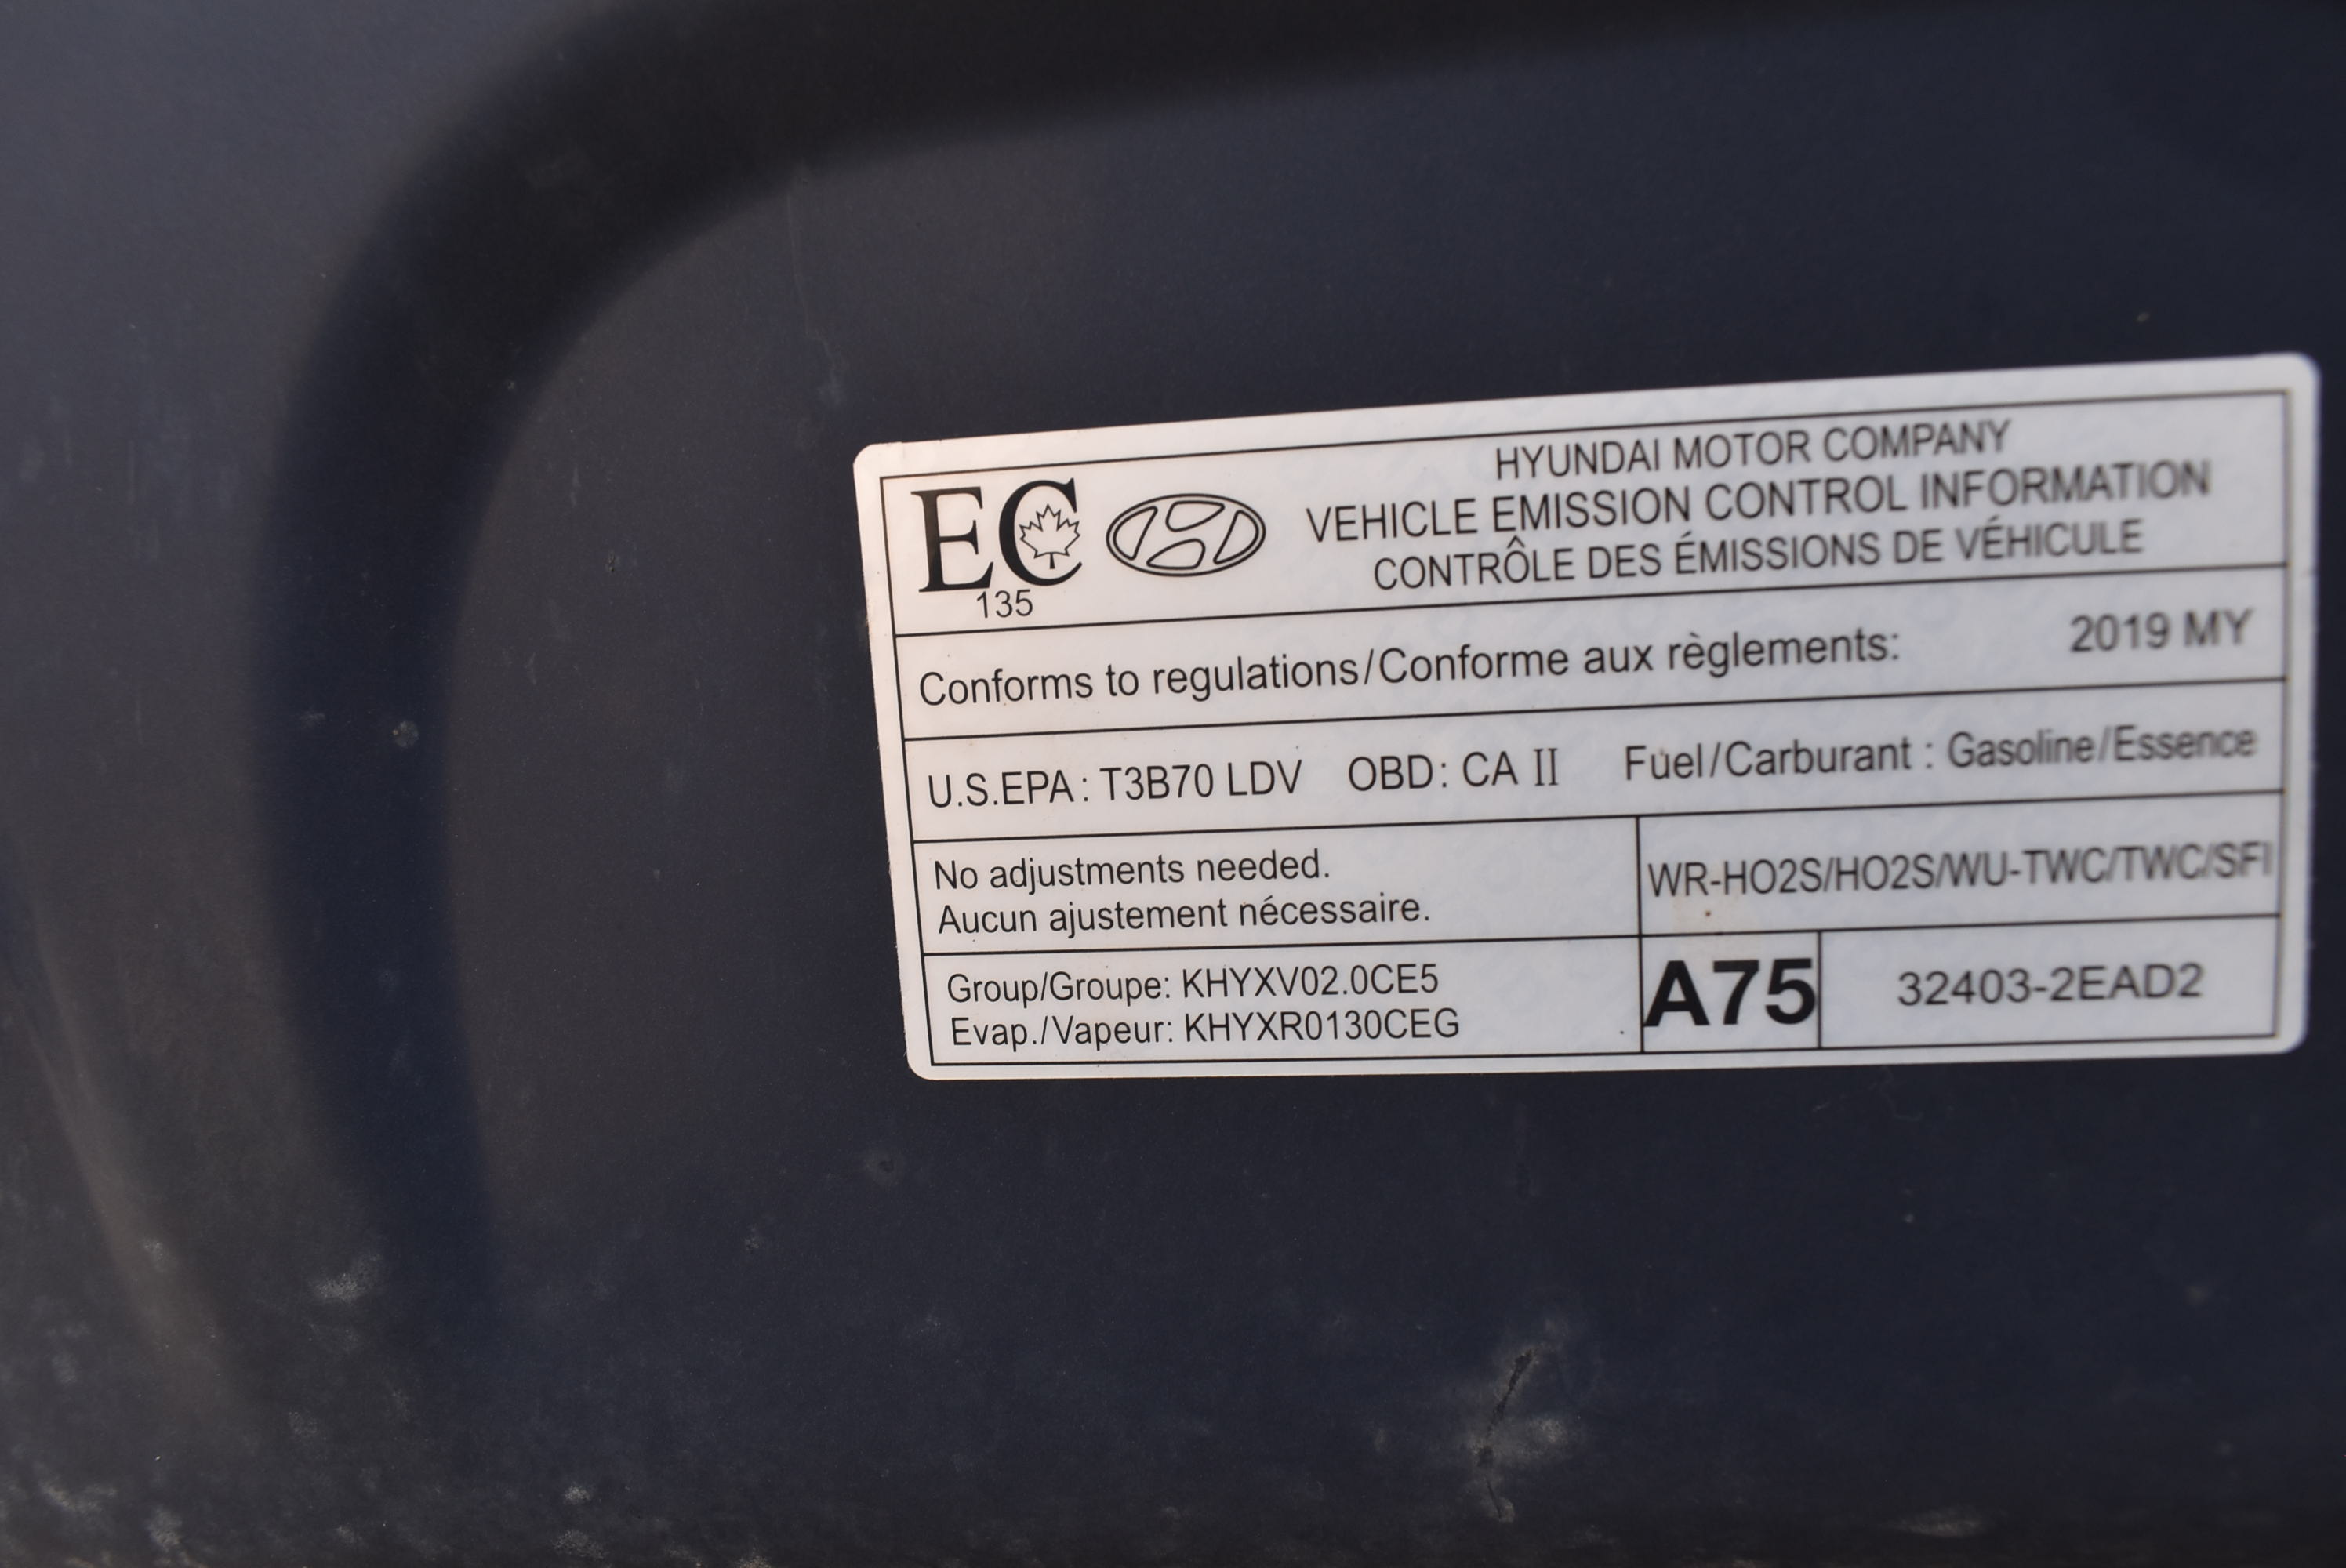 HYUNDAI MOTOR COMPANY
VEHICLE EMISSION CONTROL INFORMATION
CONTRÔLE DES ÉMISSIONS DE VÉHICULE
EC
135
Conforms to regulations/Conforme aux règlements: 2019 MY
U.S.EPA: T3B70 LDV OBD: CA II Fuel/Carburant : Gasoline/Essence
No adjustments needed.
Aucun ajustement nécessaire.
WR-HO2S/HO2S/WU-TWC/TWC/SFI
Group/Groupe: KHYXV02.0CE5
Evap./Vapeur: KHYXR0130CEG
A75
32403-2EAD2